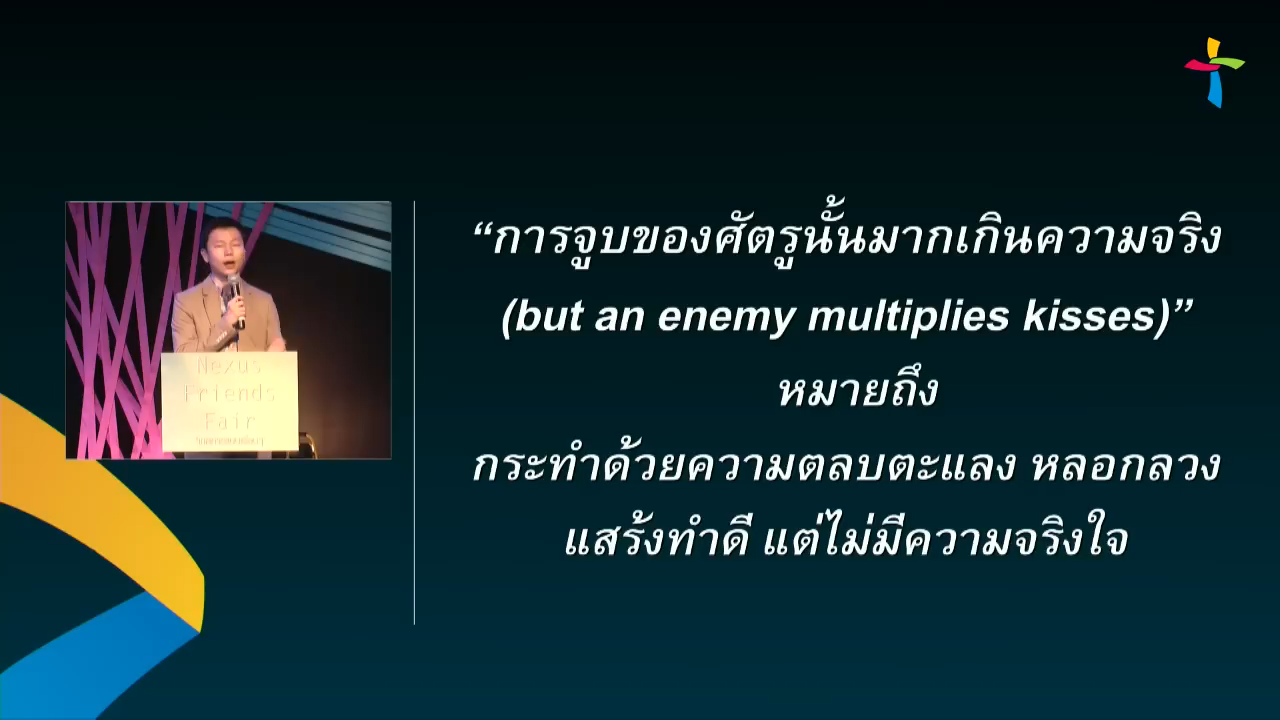 Nexus
Friends
Fair
“การจูบของศัตรูนั้นมากเกินความจริง
(but an enemy multiplies kisses)”
หมายถึง
กระทำด้วยความตลบตะแลง หลอกลวง
แสร้งทำดี แต่ไม่มีความจริงใจ